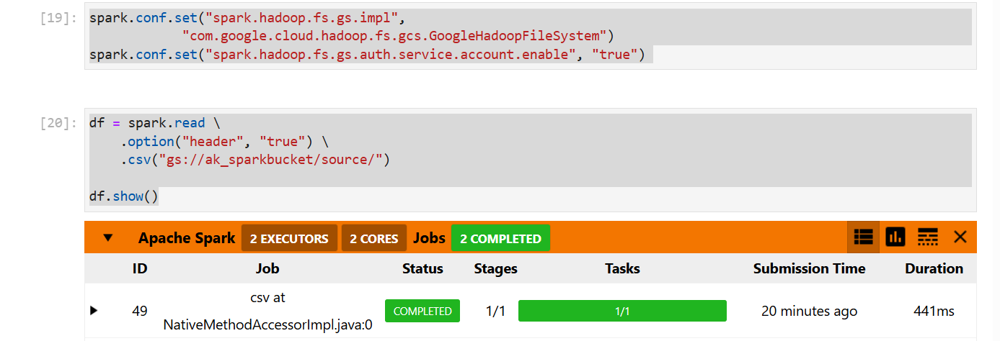 [19]: spark.conf.set("spark.hadoop.fs.gs.impl",
"com.google.cloud.hadoop.fs.gcs.GoogleHadoopFileSystem")
spark.conf.set("spark.hadoop.fs.gs.auth.service.account.enable", "true")
[20]: df = spark.read \
.option("header", "true") \
.csv("gs://ak_sparkbucket/source/")
df.show()
Apache Spark 2 EXECUTORS 2 CORES Jobs 2 COMPLETED
ID Job Status Stages Tasks Submission Time Duration
49 csv at NativeMethodAccessorImpl.java:0 COMPLETED 1/1 1/1 20 minutes ago 441ms